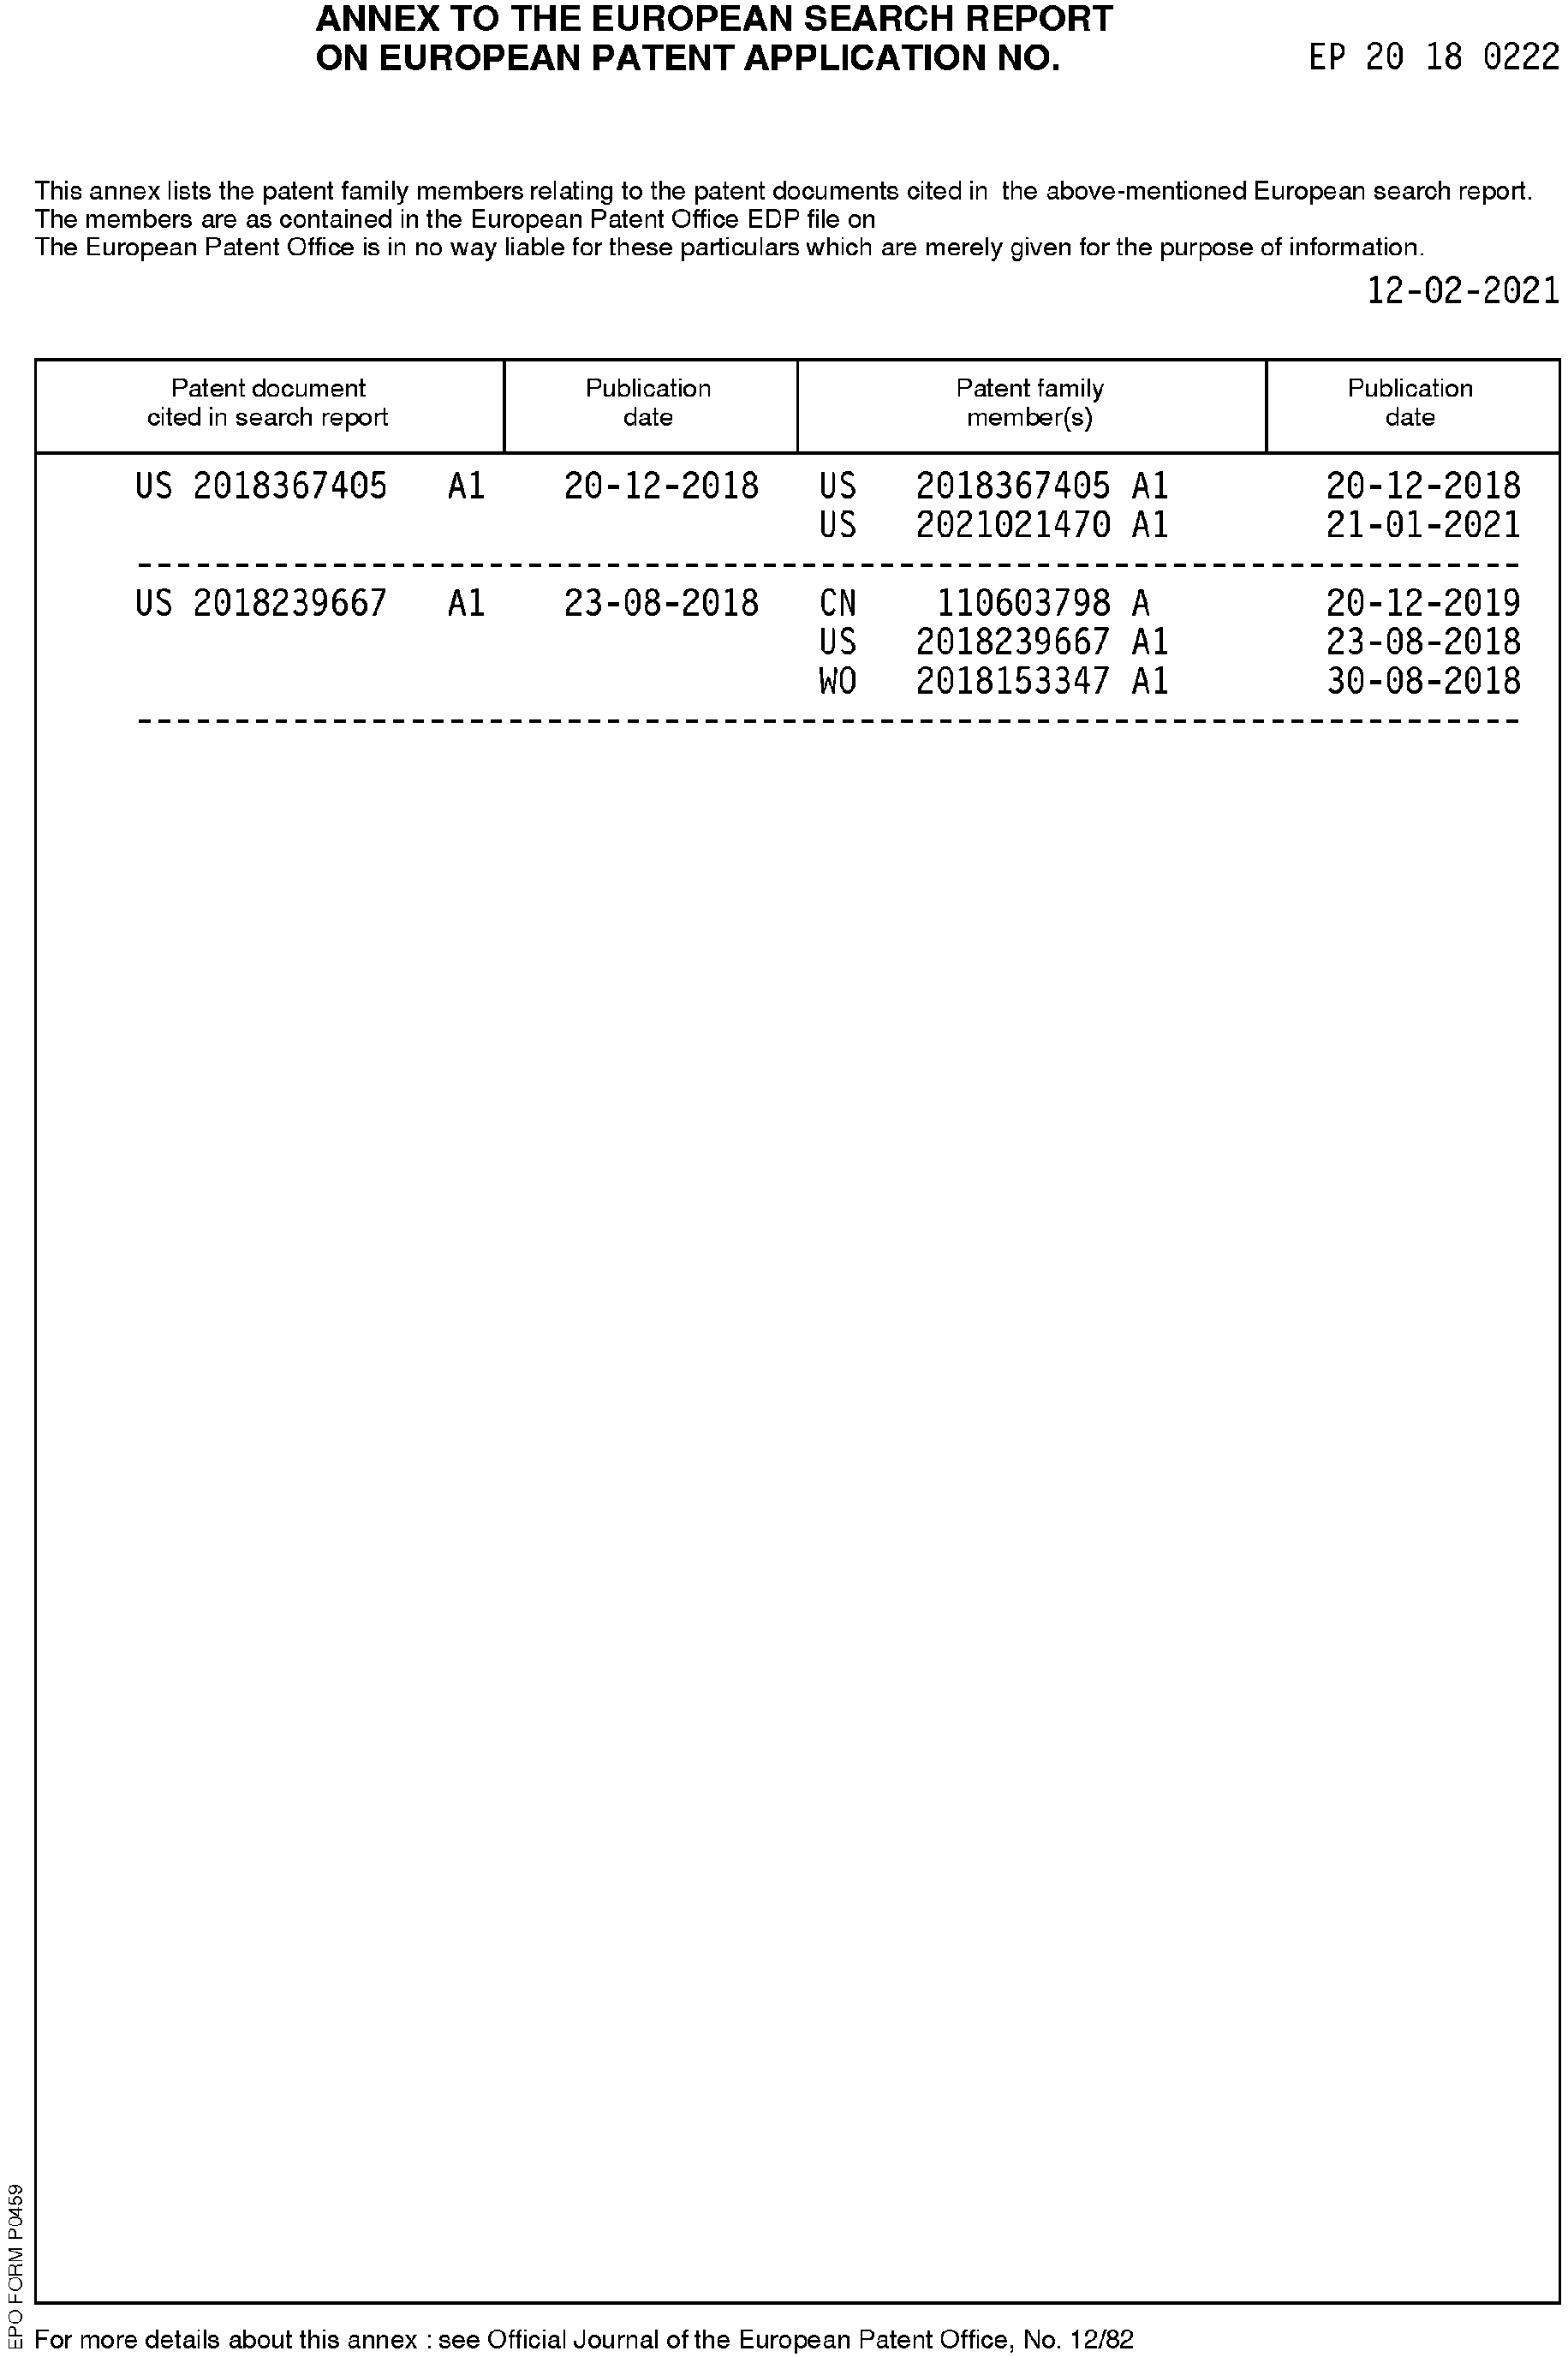 ANNEX TO THE EUROPEAN SEARCH REPORT
ON EUROPEAN PATENT APPLICATION NO. EP 20 18 0222
This annex lists the patent family members relating to the patent documents cited in the above-mentioned European search report.
The members are as contained in the European Patent Office EDP file on
The European Patent Office is in no way liable for these particulars which are merely given for the purpose of information.
12-02-2021
Patent document cited in search report Publication date Patent family member(s) Publication date
US 2018367405 A1 20-12-2018 US 2018367405 A1 20-12-2018
US 2021021470 A1 21-01-2021
US 2018239667 A1 23-08-2018 CN 110603798 A 20-12-2019
US 2018239667 A1 23-08-2018
WO 2018153347 A1 30-08-2018
EPO FORM P0459
For more details about this annex : see Official Journal of the European Patent Office, No. 12/82